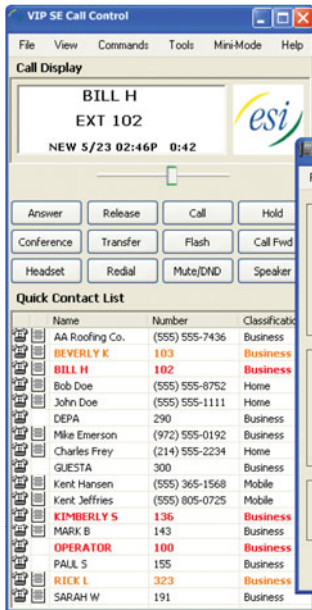 VIP SE Call Control
File View Commands Tools Mini-Mode Help
Call Display
BILL H
EXT 102
NEW 5/23 02:46P 0:42
esi
Answer Release Call Hold
Conference Transfer Flash Call Fwd
Headset Redial Mute/DND Speaker
Quick Contact List
Name Number Classificatio
AA Roofing Co. (555) 555-7436 Business
BEVERLY K 103 Business
BILL H 102 Business
Bob Doe (555) 555-8752 Home
John Doe (555) 555-1111 Home
DEPA 290 Business
Mike Emerson (972) 555-0192 Business
Charles Frey (214) 555-2234 Home
GUESTA 300 Business
Kent Hansen (555) 365-1568 Mobile
Kent Jeffries (555) 805-0725 Mobile
KIMBERLY S 136 Business
MARK B 143 Business
OPERATOR 100 Business
PAUL S 155 Business
RICK L 323 Business
SARAH W 191 Business